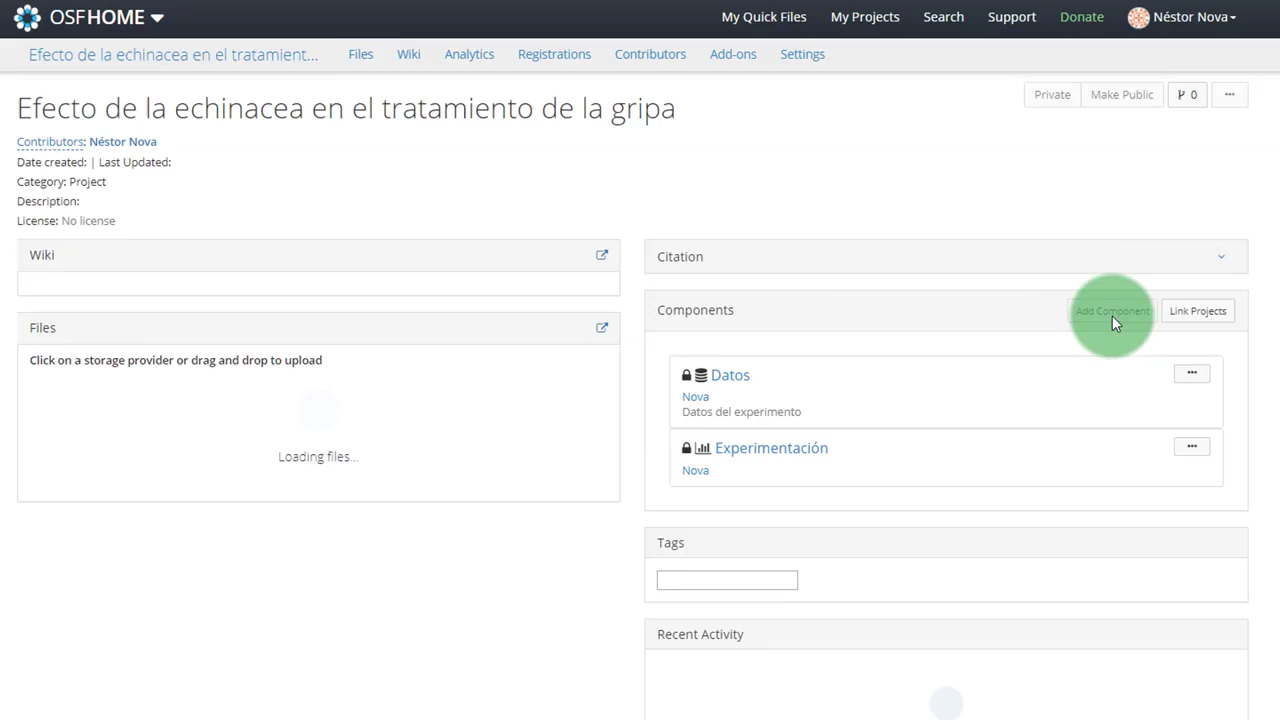 OSFHOME
My Quick Files
My Projects
Search
Support
Donate
Néstor Nova
Efecto de la echinacea en el tratamient...
Files
Wiki
Analytics
Registrations
Contributors
Add-ons
Settings
Efecto de la echinacea en el tratamiento de la gripa
Private
Make Public
0
Contributors: Néstor Nova
Date created: | Last Updated:
Category: Project
Description:
License: No license
Wiki
Files
Click on a storage provider or drag and drop to upload
Loading files...
Citation
Components
Add Component
Link Projects
Datos
Nova
Datos del experimento
Experimentación
Nova
Tags
Recent Activity